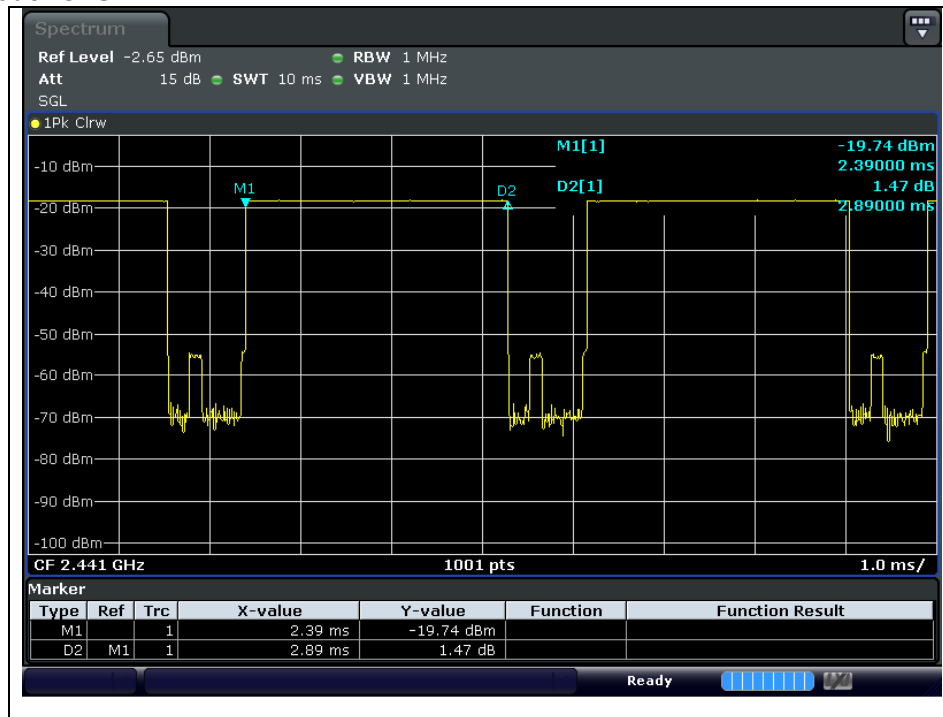 Spectrum
Ref Level -2.65 dBm RBW 1 MHz
Att 15 dB SWT 10 ms VBW 1 MHz
SGL
1Pk Clrw
M1[1] -19.74 dBm
2.39000 ms
D2[1] 1.47 dB
2.89000 ms
M1
D2
-10 dBm
-20 dBm
-30 dBm
-40 dBm
-50 dBm
-60 dBm
-70 dBm
-80 dBm
-90 dBm
-100 dBm
CF 2.441 GHz 1001 pts 1.0 ms/
Marker
Type Ref Trc X-value Y-value Function Function Result
M1 1 2.39 ms -19.74 dBm
D2 M1 1 2.89 ms 1.47 dB
Ready